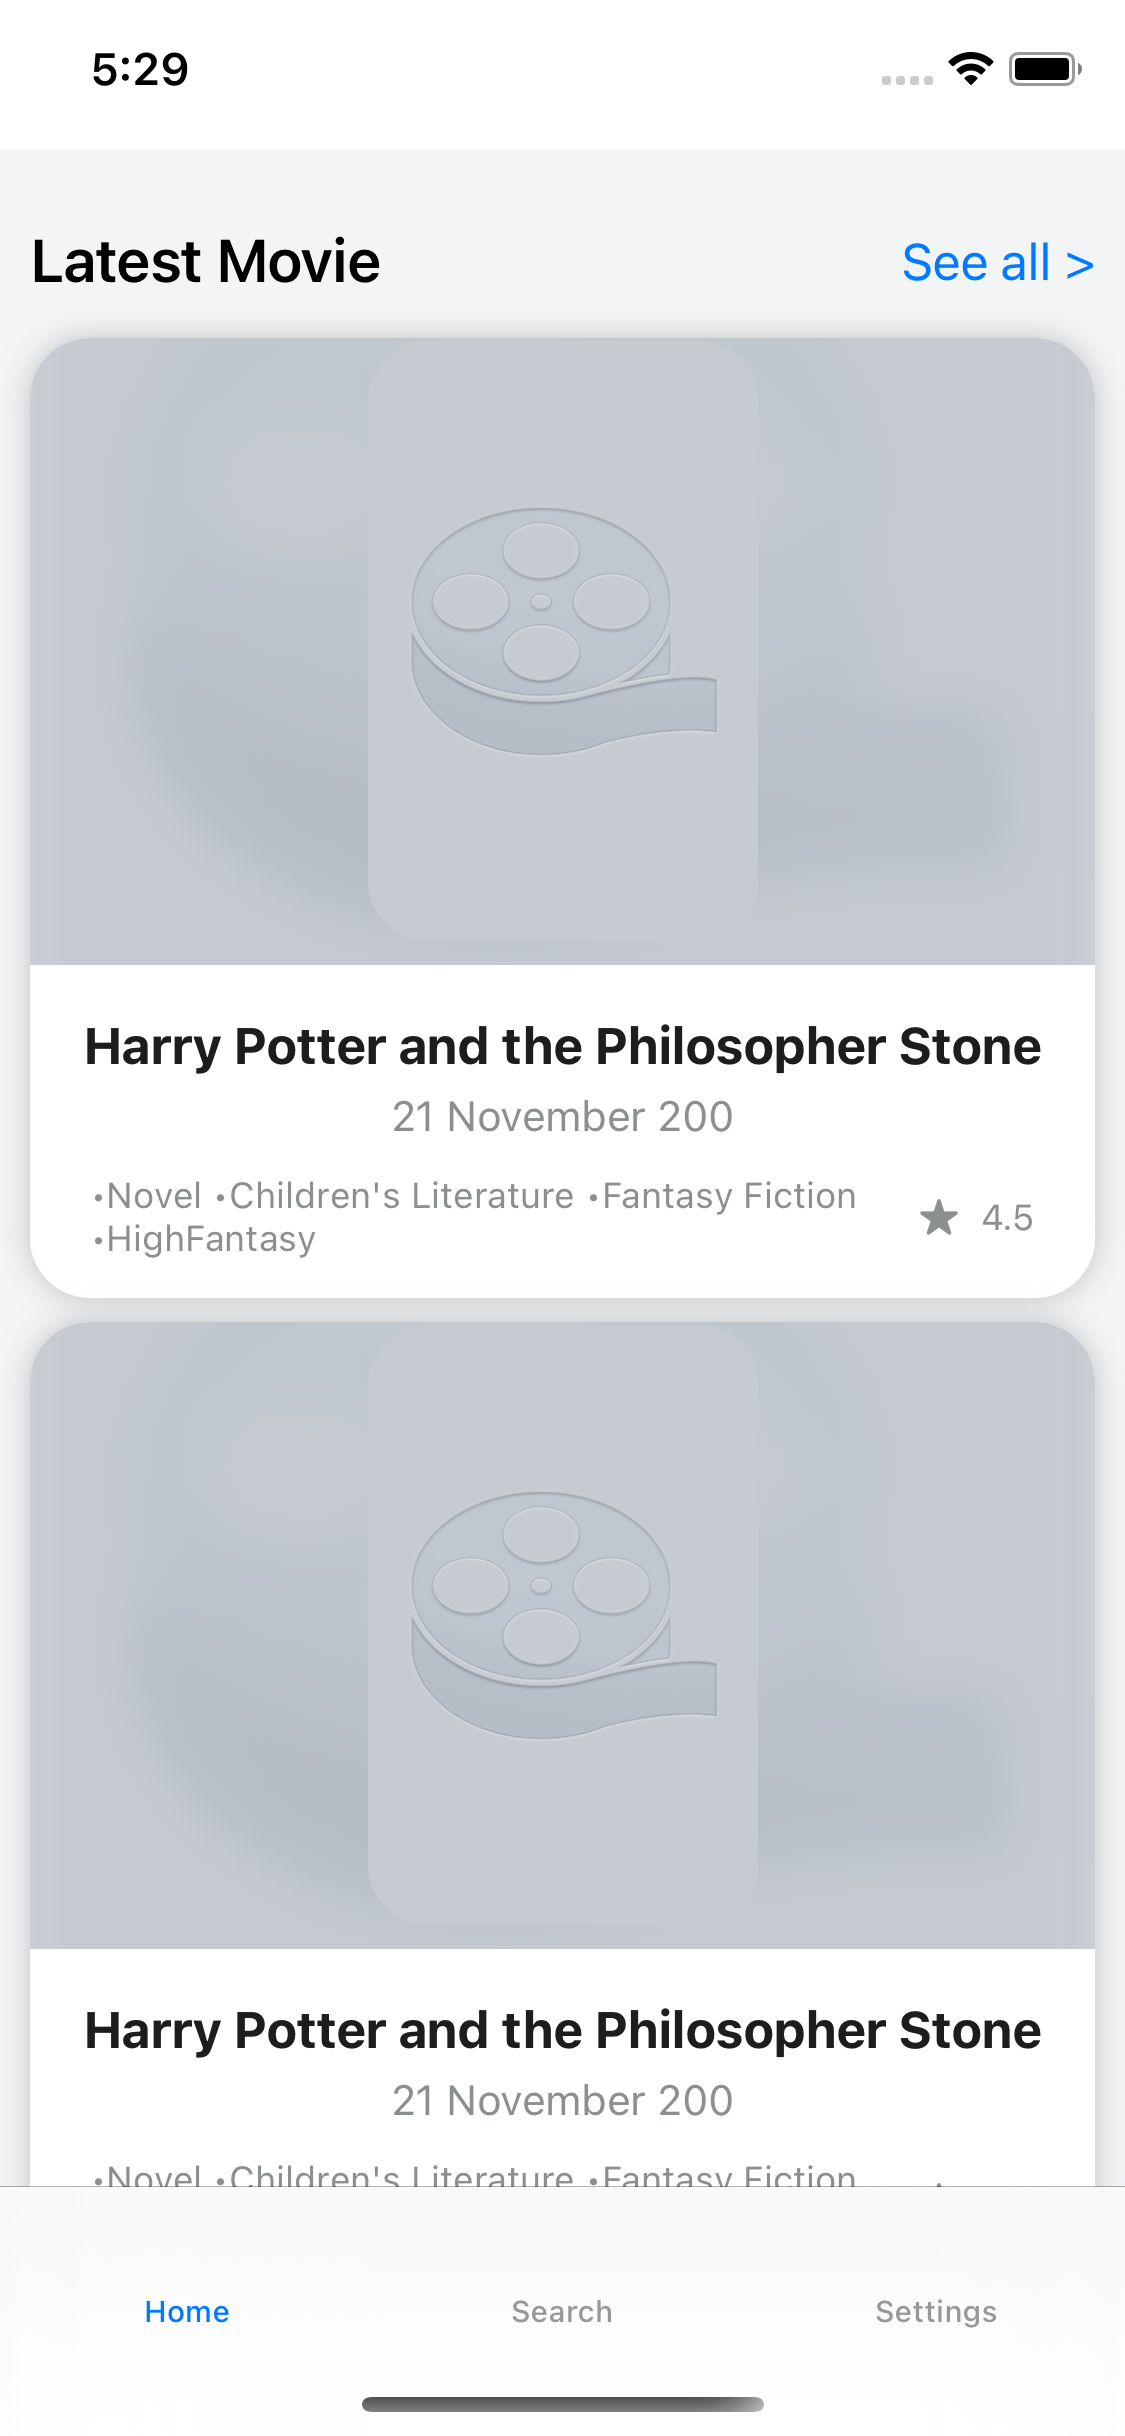 5:29
Latest Movie
See all >
Harry Potter and the Philosopher Stone
21 November 200
•Novel •Children's Literature •Fantasy Fiction
•HighFantasy
4.5
Harry Potter and the Philosopher Stone
21 November 200
•Novel •Children's Literature •Fantasy Fiction
Home
Search
Settings